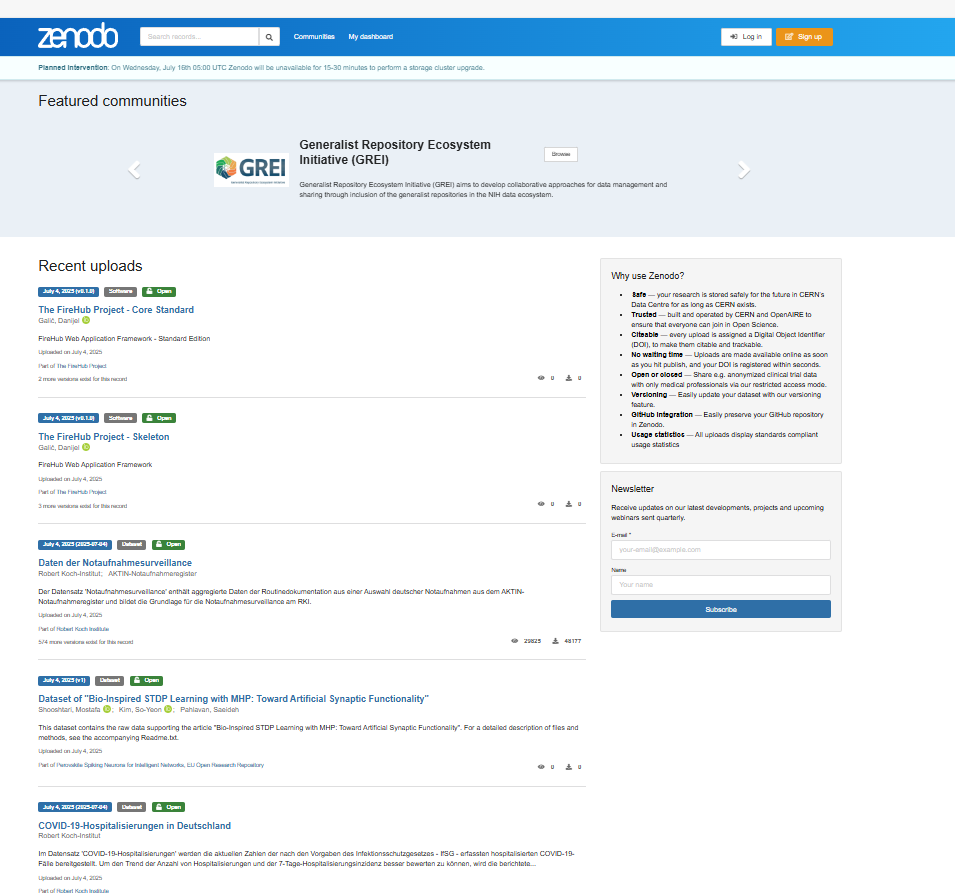 zenodo
Search records...
Communities
My dashboard
Log in
Sign up
Planned Intervention: On Wednesday, July 16th 05:00 UTC Zenodo will be unavailable for 15-30 minutes to perform a storage cluster upgrade.
Featured communities
GREI
Generalist Repository Ecosystem
Initiative (GREI)
Browse
Generalist Repository Ecosystem Initiative (GREI) aims to develop collaborative approaches for data management and
sharing through inclusion of the generalist repositories in the NIH data ecosystem.
Recent uploads
July 4, 2025 (v0.1.0) Software Open
The FireHub Project - Core Standard
Galić, Danijel
FireHub Web Application Framework - Standard Edition
Uploaded on July 4, 2025
Part of The FireHub Project
2 more versions exist for this record
0 0
July 4, 2025 (v0.1.0) Software Open
The FireHub Project - Skeleton
Galić, Danijel
FireHub Web Application Framework
Uploaded on July 4, 2025
Part of The FireHub Project
3 more versions exist for this record
0 0
July 4, 2025 (2025-07-04) Dataset Open
Daten der Notaufnahmesurveillance
Robert Koch-Institut; AKTIN-Notaufnahmeregister
Der Datensatz 'Notaufnahmesurveillance' enthält aggregierte Daten der Routinedokumentation aus einer Auswahl deutscher Notaufnahmen aus dem AKTIN-
Notaufnahmeregister und bildet die Grundlage für die Notaufnahmesurveillance am RKI.
Uploaded on July 4, 2025
Part of Robert Koch Institute
574 more versions exist for this record
29825 48177
July 4, 2025 (v1) Dataset Open
Dataset of "Bio-Inspired STDP Learning with MHP: Toward Artificial Synaptic Functionality"
Shooshtari, Mostafa; Kim, So-Yeon; Pahlavan, Saeideh
This dataset contains the raw data supporting the article "Bio-Inspired STDP Learning with MHP: Toward Artificial Synaptic Functionality". For a detailed description of files and
methods, see the accompanying Readme.txt.
Uploaded on July 4, 2025
Part of Perovskite Spiking Neurons for Intelligent Networks, EU Open Research Repository
0 0
July 4, 2025 (2025-07-04) Dataset Open
COVID-19-Hospitalisierungen in Deutschland
Robert Koch-Institut
Im Datensatz 'COVID-19-Hospitalisierungen' werden die aktuellen Zahlen der nach den Vorgaben des Infektionsschutzgesetzes - IfSG - erfassten hospitalisierten COVID-19-
Fälle bereitgestellt. Um den Trend der Anzahl von Hospitalisierungen und der 7-Tage-Hospitalisierungsinzidenz besser bewerten zu können, wird die berichtete...
Uploaded on July 4, 2025
Part of Robert Koch Institute
Why use Zenodo?
Safe — your research is stored safely for the future in CERN's
Data Centre for as long as CERN exists.
Trusted — built and operated by CERN and OpenAIRE to
ensure that everyone can join in Open Science.
Citeable — every upload is assigned a Digital Object Identifier
(DOI), to make them citable and trackable.
No waiting time — Uploads are made available online as soon
as you hit publish, and your DOI is registered within seconds.
Open or closed — Share e.g. anonymized clinical trial data
with only medical professionals via our restricted access mode.
Versioning — Easily update your dataset with our versioning
feature.
GitHub integration — Easily preserve your GitHub repository
in Zenodo.
Usage statistics — All uploads display standards compliant
usage statistics
Newsletter
Receive updates on our latest developments, projects and upcoming
webinars sent quarterly.
E-mail *
your-email@example.com
Name
Your name
Subscribe